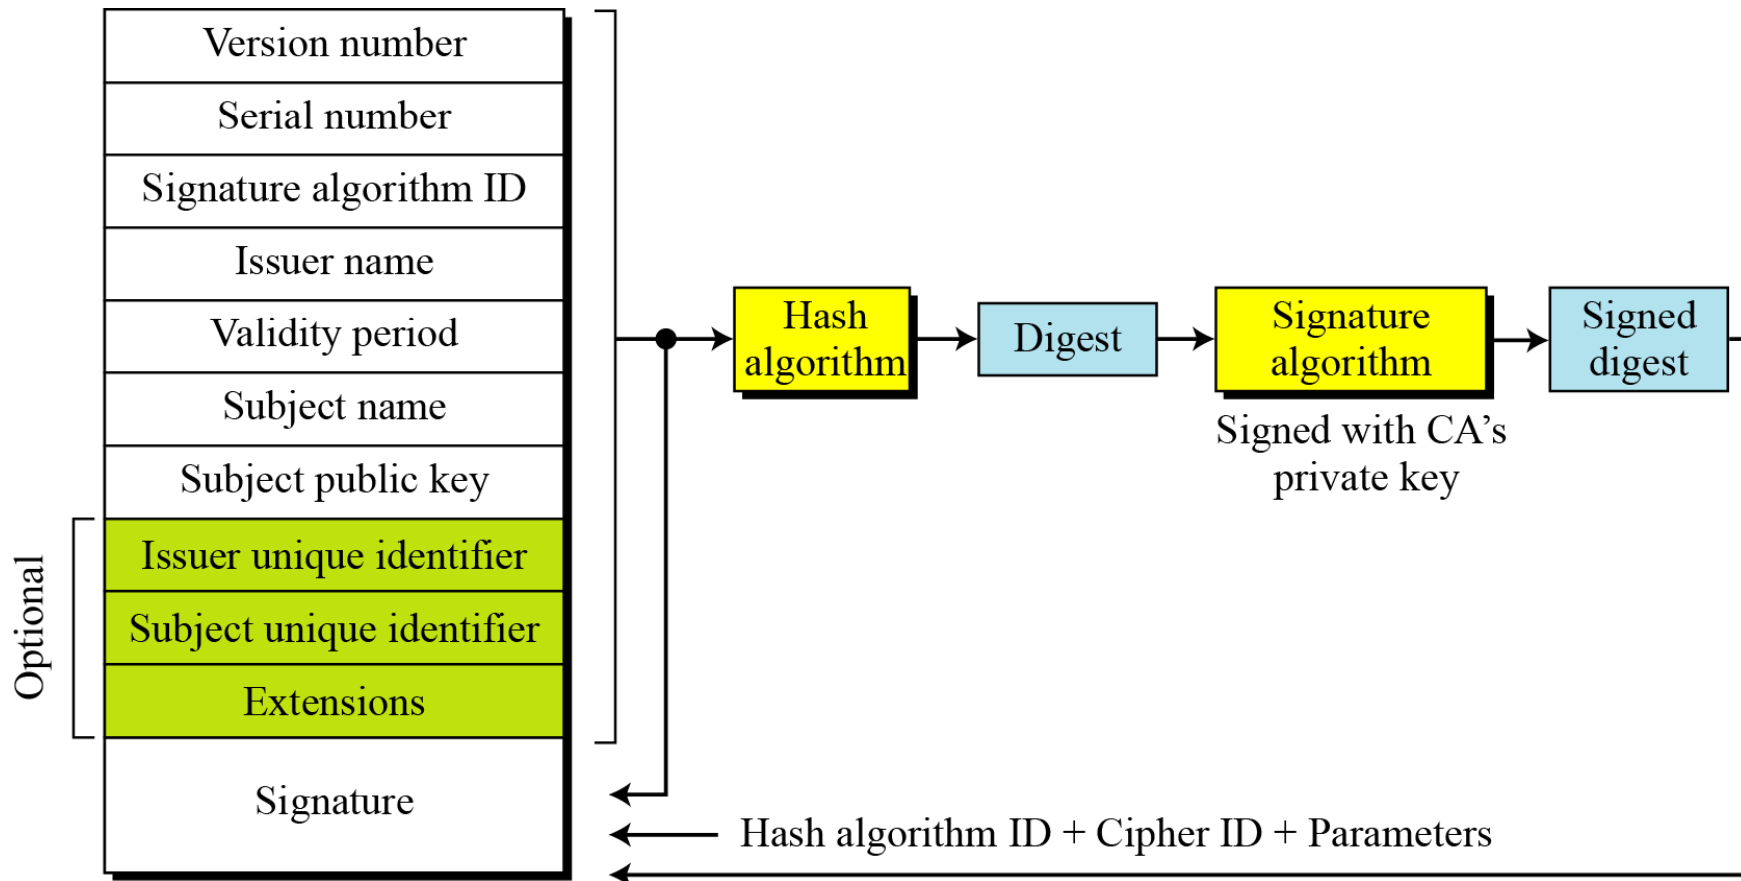 Version number
Serial number
Signature algorithm ID
Issuer name
Validity period
Subject name
Subject public key
Optional
Issuer unique identifier
Subject unique identifier
Extensions
Signature
Hash
algorithm
Digest
Signature
algorithm
Signed with CA’s
private key
Signed
digest
Hash algorithm ID + Cipher ID + Parameters